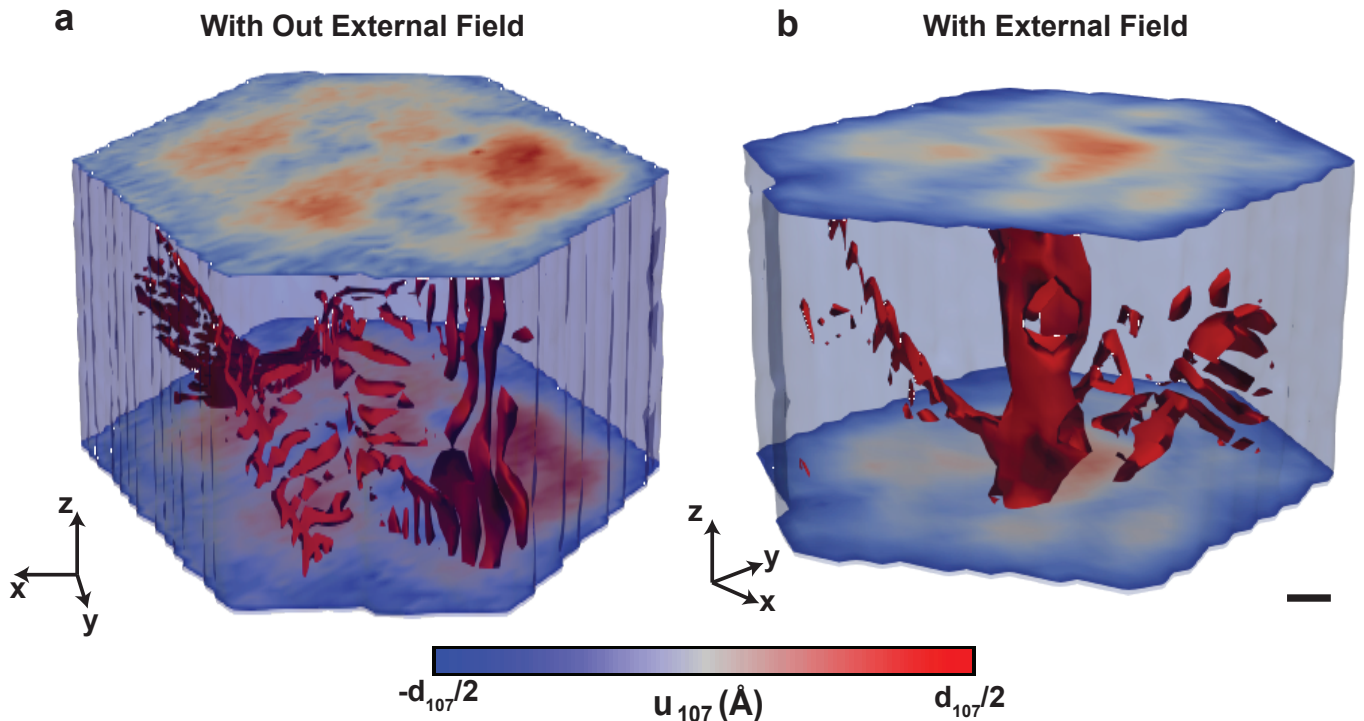 a With Out External Field
b With External Field
z
x
y
z
y
x
-d107/2
u107 (Å)
d107/2